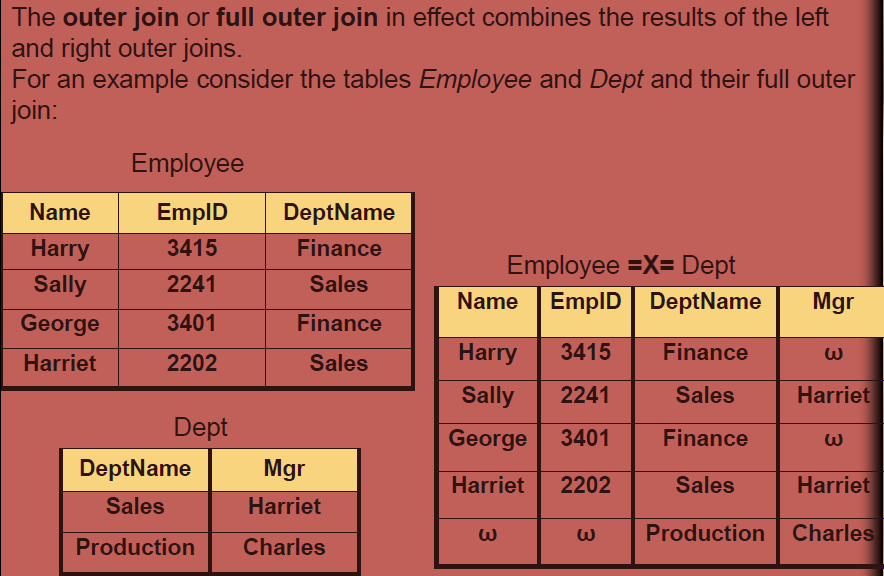 The outer join or full outer join in effect combines the results of the left
and right outer joins.
For an example consider the tables Employee and Dept and their full outer
join:
Employee
Name EmpID DeptName
Harry 3415 Finance
Sally 2241 Sales
George 3401 Finance
Harriet 2202 Sales
Dept
DeptName Mgr
Sales Harriet
Production Charles
Employee =X= Dept
Name EmpID DeptName Mgr
Harry 3415 Finance ω
Sally 2241 Sales Harriet
George 3401 Finance ω
Harriet 2202 Sales Harriet
ω ω Production Charles